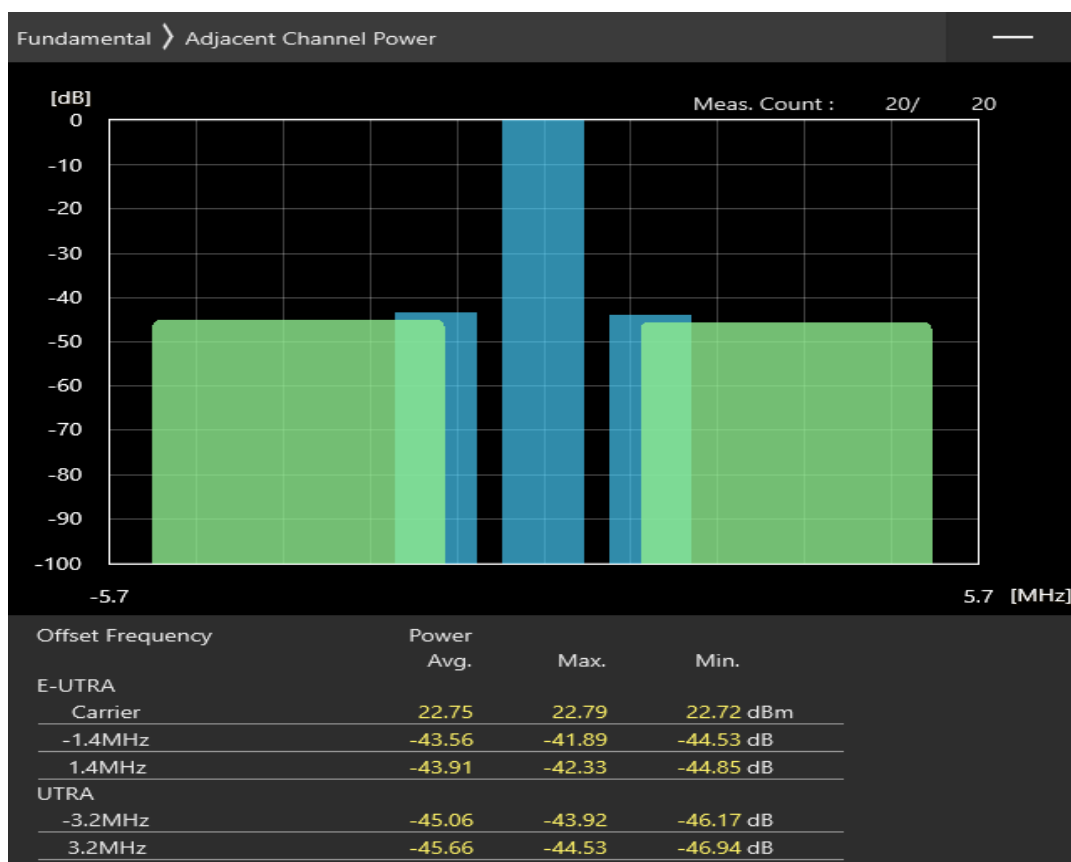 Fundamental 〉 Adjacent Channel Power
[dB]
Meas. Count : 20/ 20
0
-10
-20
-30
-40
-50
-60
-70
-80
-90
-100
-5.7 5.7 [MHz]
Offset Frequency Power
Avg. Max. Min.
E-UTRA
Carrier 22.75 22.79 22.72 dBm
-1.4MHz -43.56 -41.89 -44.53 dB
1.4MHz -43.91 -42.33 -44.85 dB
UTRA
-3.2MHz -45.06 -43.92 -46.17 dB
3.2MHz -45.66 -44.53 -46.94 dB